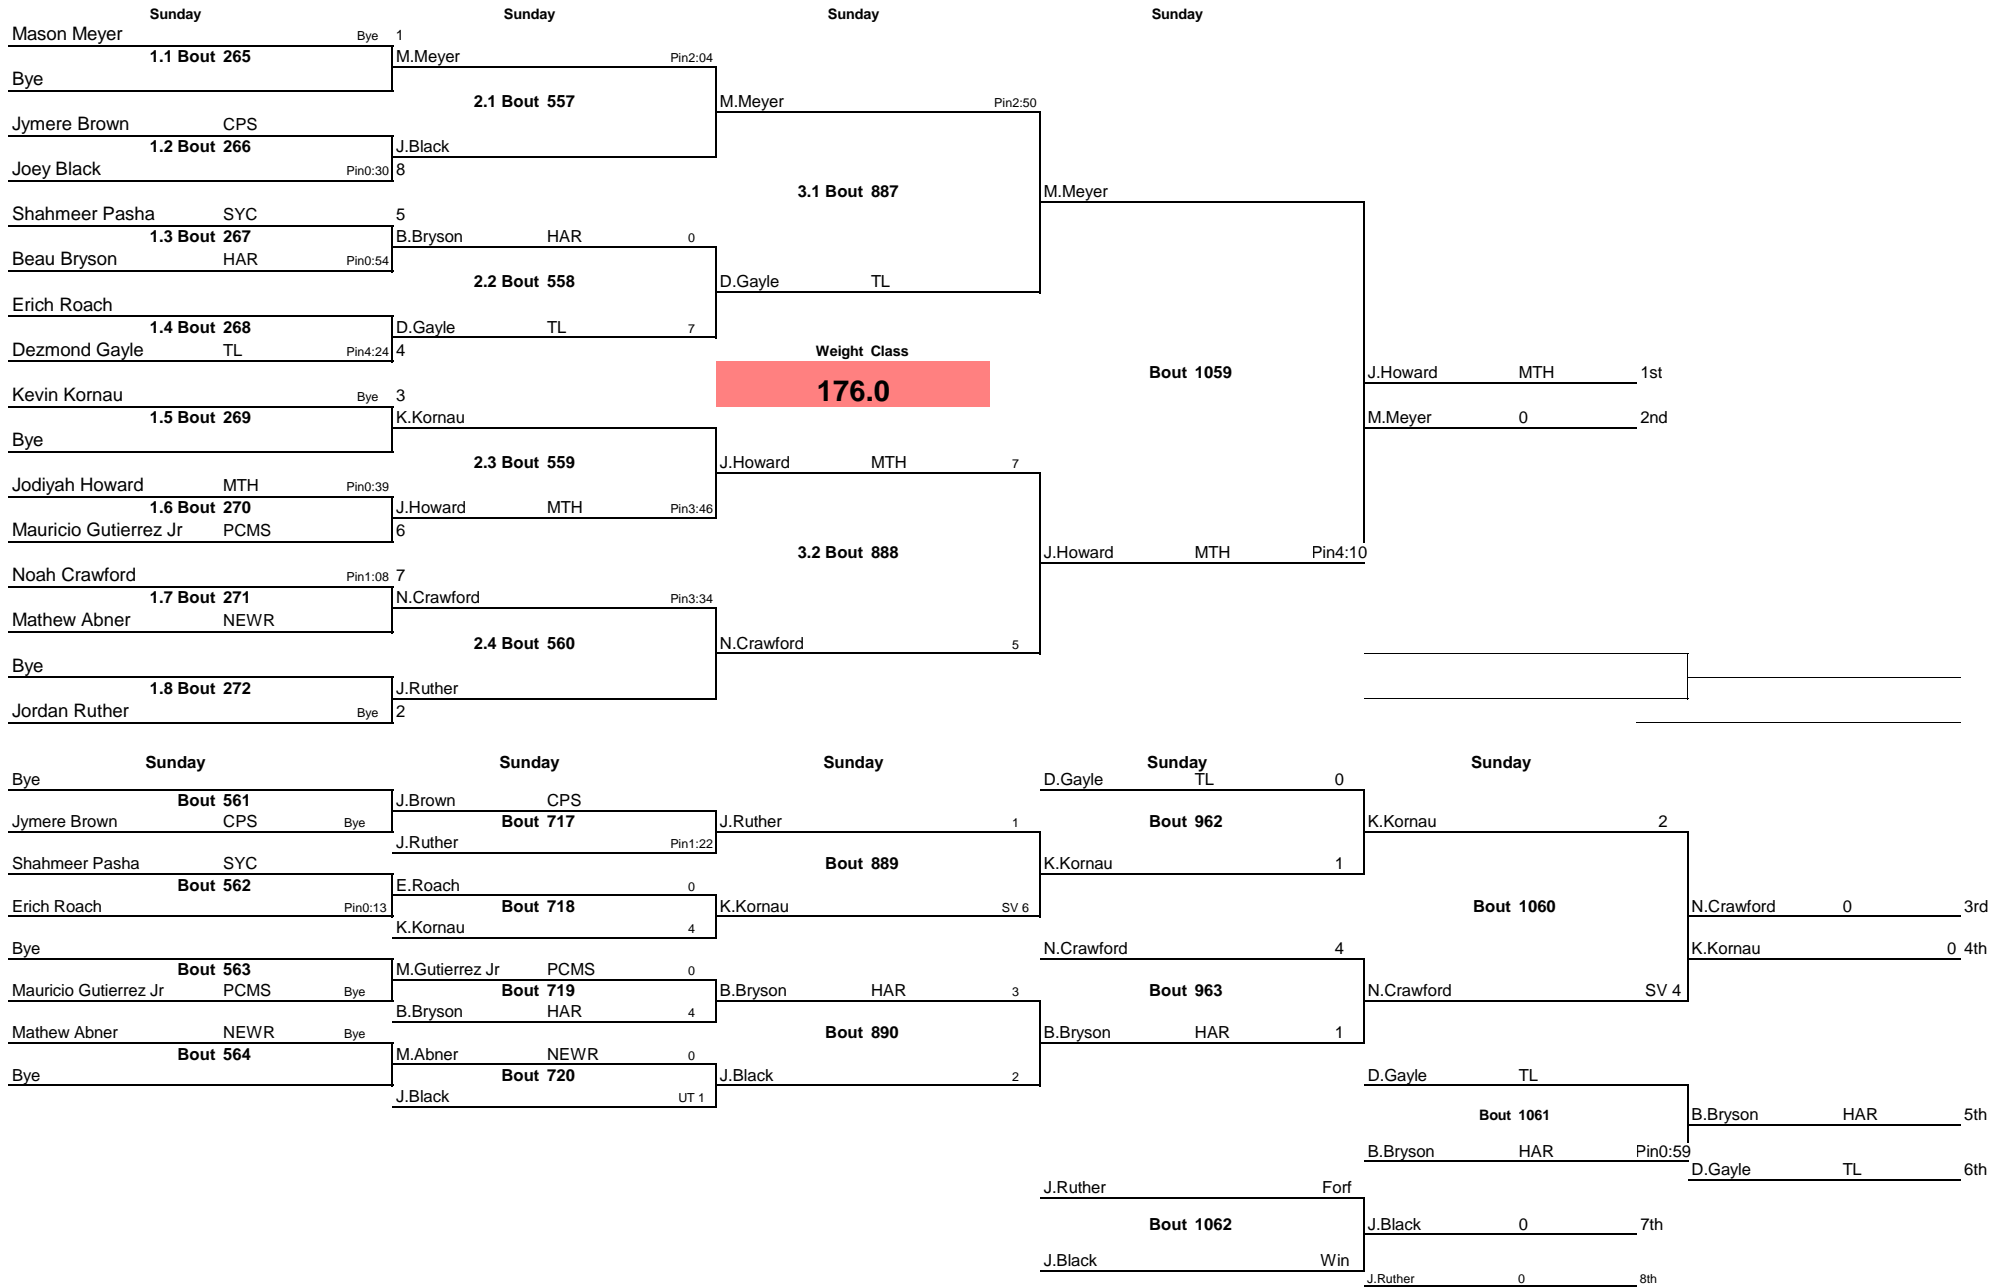 Sunday Sunday Sunday Sunday
Mason Meyer Bye 1
1.1 Bout 265 M.Meyer Pin2:04
Bye
2.1 Bout 557 M.Meyer Pin2:50
Jymere Brown CPS
1.2 Bout 266 J.Black
Joey Black Pin0:30 8
3.1 Bout 887 M.Meyer
Shahmeer Pasha SYC 5
1.3 Bout 267 B.Bryson HAR 0
Beau Bryson HAR Pin0:54
2.2 Bout 558 D.Gayle TL
Erich Roach
1.4 Bout 268 D.Gayle TL 7
Dezmond Gayle TL Pin4:24 4 Weight Class
Bout 1059 J.Howard MTH 1st
Kevin Kornau Bye 3 176.0
1.5 Bout 269 K.Kornau M.Meyer 0 2nd
Bye
2.3 Bout 559 J.Howard MTH 7
Jodiyah Howard MTH Pin0:39
1.6 Bout 270 J.Howard MTH Pin3:46
Mauricio Gutierrez Jr PCMS 6
3.2 Bout 888 J.Howard MTH Pin4:10
Noah Crawford Pin1:08 7
1.7 Bout 271 N.Crawford Pin3:34
Mathew Abner NEWR
2.4 Bout 560 N.Crawford 5
Bye
1.8 Bout 272 J.Ruther
Jordan Ruther Bye 2
Sunday Sunday Sunday Sunday Sunday
Bye D.Gayle TL 0
Bout 561 J.Brown CPS
Jymere Brown CPS Bye Bout 717 J.Ruther 1 Bout 962 K.Kornau 2
J.Ruther Pin1:22
Shahmeer Pasha SYC Bout 889 K.Kornau 1
Bout 562 E.Roach 0
Erich Roach Pin0:13 Bout 718 K.Kornau SV 6 Bout 1060 N.Crawford 0 3rd
K.Kornau 4
Bye N.Crawford 4 K.Kornau 0 4th
Bout 563 M.Gutierrez Jr PCMS 0
Mauricio Gutierrez Jr PCMS Bye Bout 719 B.Bryson HAR 3 Bout 963 N.Crawford SV 4
B.Bryson HAR 4
Mathew Abner NEWR Bye Bout 890 B.Bryson HAR 1
Bout 564 M.Abner NEWR 0
Bye Bout 720 J.Black 2 D.Gayle TL
J.Black UT 1
Bout 1061 B.Bryson HAR 5th
B.Bryson HAR Pin0:59
D.Gayle TL 6th
J.Ruther Forf
Bout 1062 J.Black 0 7th
J.Black Win
J.Ruther 0 8th